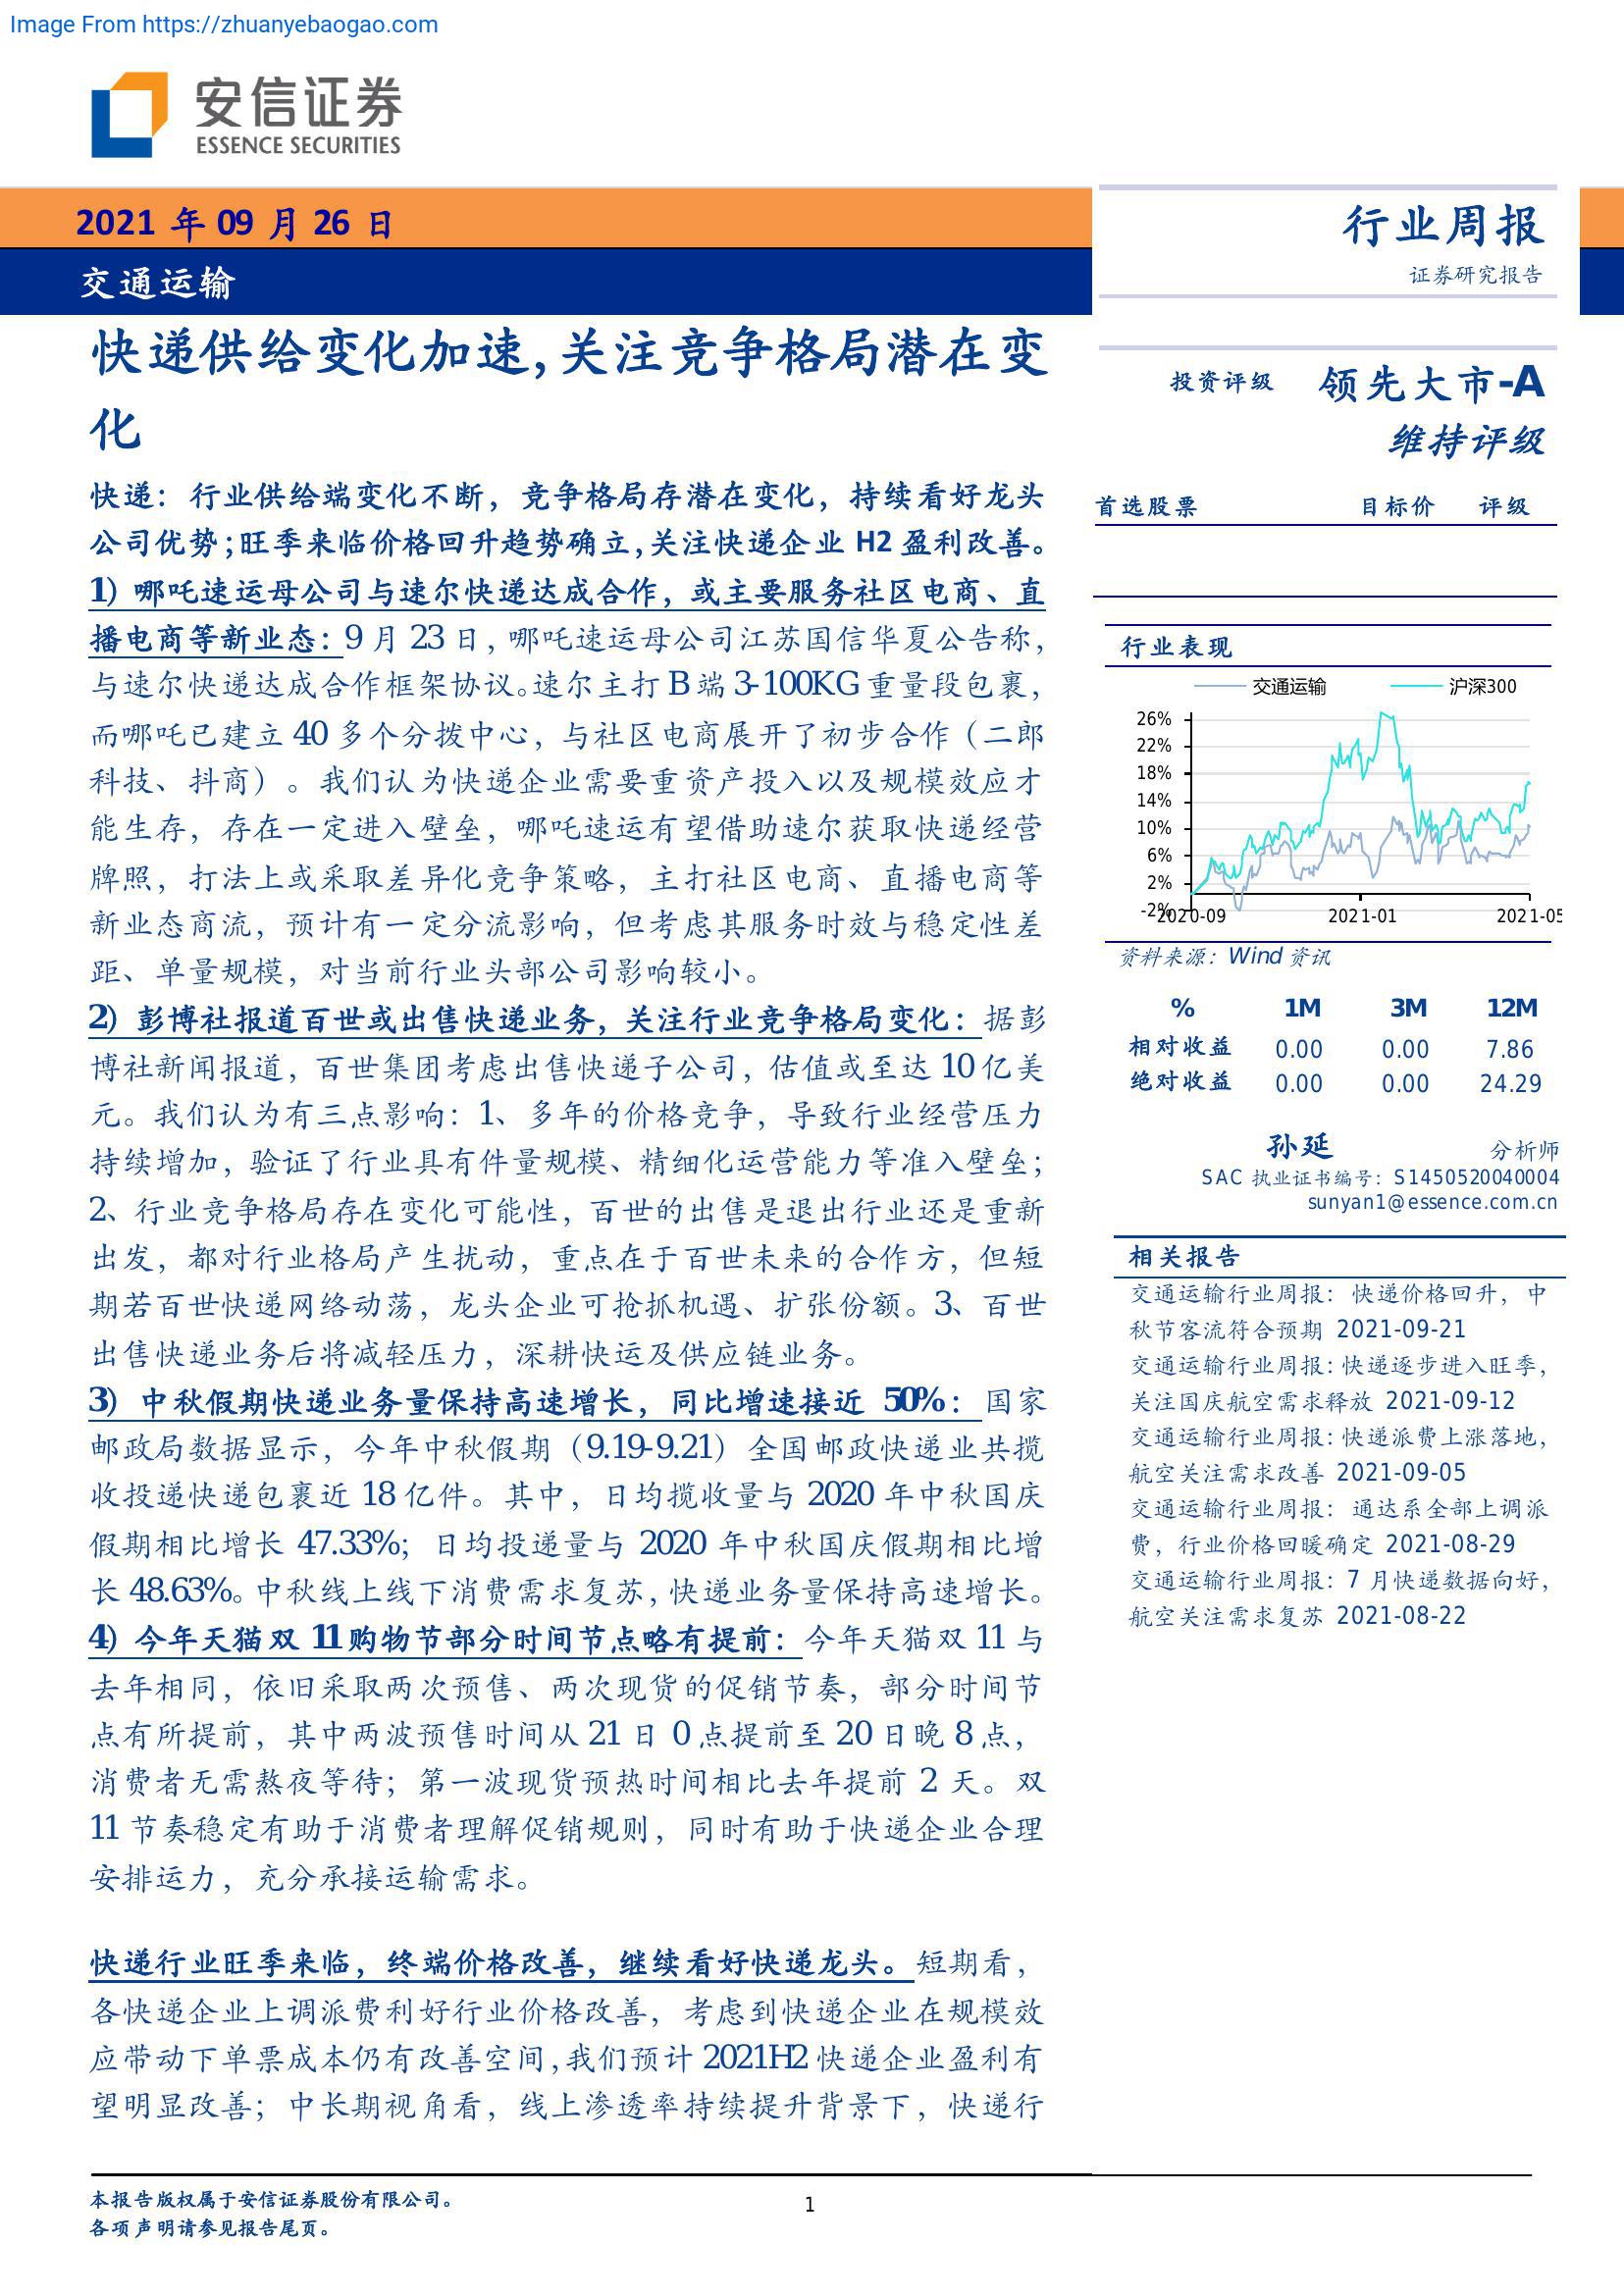 Image From https://zhuanyebaogao.com
安信证券
ESSENCE SECURITIES
2021 年 09 月 26 日
交通运输
行业周报
证券研究报告
快递供给变化加速,关注竞争格局潜在变
化
快递：行业供给端变化不断，竞争格局存潜在变化，持续看好龙头
公司优势;旺季来临价格回升趋势确立,关注快递企业 H2 盈利改善。
1) 哪吒速运母公司与速尔快递达成合作，或主要服务社区电商、直
播电商等新业态：9 月 23 日，哪吒速运母公司江苏国信华夏公告称，
与速尔快递达成合作框架协议。速尔主打 B 端 3-100KG 重量段包裹，
而哪吒已建立 40 多个分拨中心，与社区电商展开了初步合作（二郎
科技、抖商）。我们认为快递企业需要重资产投入以及规模效应才
能生存，存在一定进入壁垒，哪吒速运有望借助速尔获取快递经营
牌照，打法上或采取差异化竞争策略，主打社区电商、直播电商等
新业态商流，预计有一定分流影响，但考虑其服务时效与稳定性差
距、单量规模，对当前行业头部公司影响较小。
2) 彭博社报道百世或出售快递业务，关注行业竞争格局变化：据彭
博社新闻报道，百世集团考虑出售快递子公司，估值或至达 10 亿美
元。我们认为有三点影响：1、多年的价格竞争，导致行业经营压力
持续增加，验证了行业具有件量规模、精细化运营能力等准入壁垒；
2、行业竞争格局存在变化可能性，百世的出售是退出行业还是重新
出发，都对行业格局产生扰动，重点在于百世未来的合作方，但短
期若百世快递网络动荡，龙头企业可抢抓机遇、扩张份额。3、百世
出售快递业务后将减轻压力，深耕快运及供应链业务。
3) 中秋假期快递业务量保持高速增长，同比增速接近 50%：国家
邮政局数据显示，今年中秋假期（9.19-9.21）全国邮政快递业共揽
收投递快递包裹近 18 亿件。其中，日均揽收量与 2020 年中秋国庆
假期相比增长 47.33%；日均投递量与 2020 年中秋国庆假期相比增
长 48.63%。中秋线上线下消费需求复苏，快递业务量保持高速增长。
4) 今年天猫双 11 购物节部分时间节点略有提前：今年天猫双 11 与
去年相同，依旧采取两次预售、两次现货的促销节奏，部分时间节
点有所提前，其中两波预售时间从 21 日 0 点提前至 20 日晚 8 点，
消费者无需熬夜等待；第一波现货预热时间相比去年提前 2 天。双
11 节奏稳定有助于消费者理解促销规则，同时有助于快递企业合理
安排运力，充分承接运输需求。
快递行业旺季来临，终端价格改善，继续看好快递龙头。短期看，
各快递企业上调派费利好行业价格改善，考虑到快递企业在规模效
应带动下单票成本仍有改善空间,我们预计 2021H2 快递企业盈利有
望明显改善；中长期视角看，线上渗透率持续提升背景下，快递行
投资评级 领先大市-A
维持评级
首选股票 目标价 评级
行业表现
交通运输 沪深300
26%
22%
18%
14%
10%
6%
2%
-2%
2020-09 2021-01 2021-05
资料来源：Wind 资讯
% 1M 3M 12M
相对收益 0.00 0.00 7.86
绝对收益 0.00 0.00 24.29
孙延 分析师
SAC 执业证书编号：S1450520040004
sunyan1@essence.com.cn
相关报告
交通运输行业周报：快递价格回升，中
秋节客流符合预期 2021-09-21
交通运输行业周报：快递逐步进入旺季，
关注国庆航空需求释放 2021-09-12
交通运输行业周报：快递派费上涨落地，
航空关注需求改善 2021-09-05
交通运输行业周报：通达系全部上调派
费，行业价格回暖确定 2021-08-29
交通运输行业周报：7 月快递数据向好，
航空关注需求复苏 2021-08-22
本报告版权属于安信证券股份有限公司。
各项声明请参见报告尾页。
1